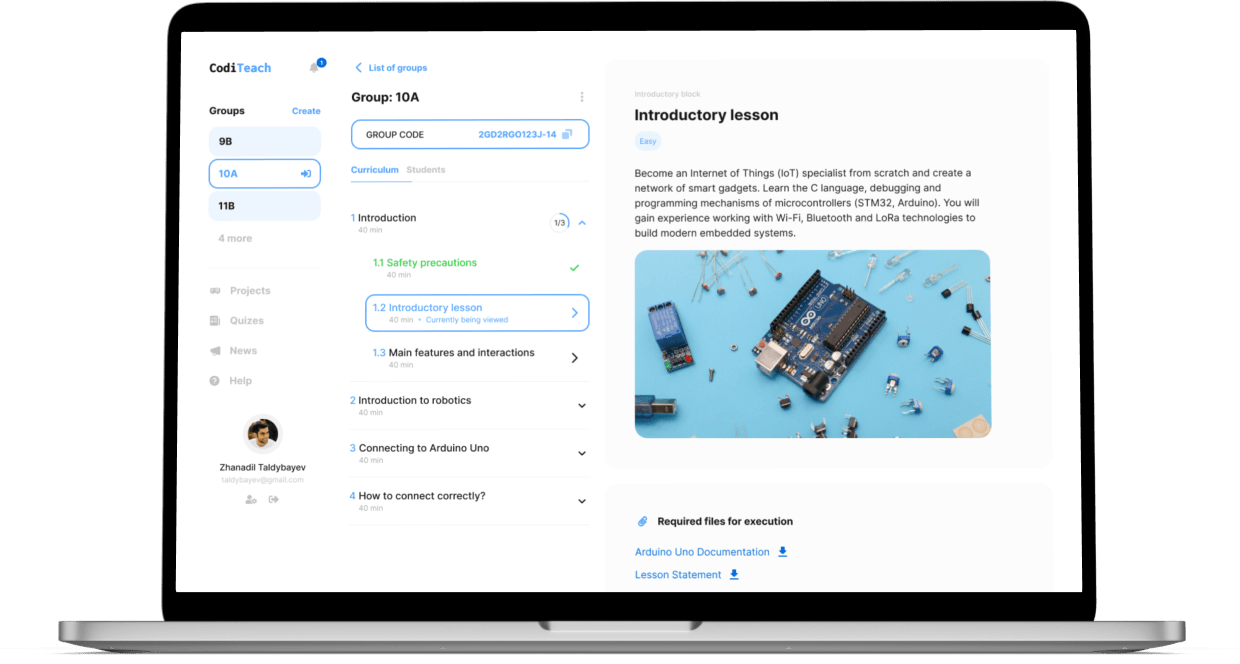 CodiTeach
1
Groups
Create
9B
10A
11B
4 more
Projects
Quizes
News
Help
Zhanadil Taldybayev
taldybayev@gmail.com
List of groups
Group: 10A
GROUP CODE
2GD2RGO123J-14
Curriculum
Students
1 Introduction
40 min
1/3
1.1 Safety precautions
40 min
1.2 Introductory lesson
40 min • Currently being viewed
1.3 Main features and interactions
40 min
2 Introduction to robotics
40 min
3 Connecting to Arduino Uno
40 min
4 How to connect correctly?
40 min
Introductory block
Introductory lesson
Easy
Become an Internet of Things (IoT) specialist from scratch and create a
network of smart gadgets. Learn the C language, debugging and
programming mechanisms of microcontrollers (STM32, Arduino). You will
gain experience working with Wi-Fi, Bluetooth and LoRa technologies to
build modern embedded systems.
UNO
Required files for execution
Arduino Uno Documentation
Lesson Statement